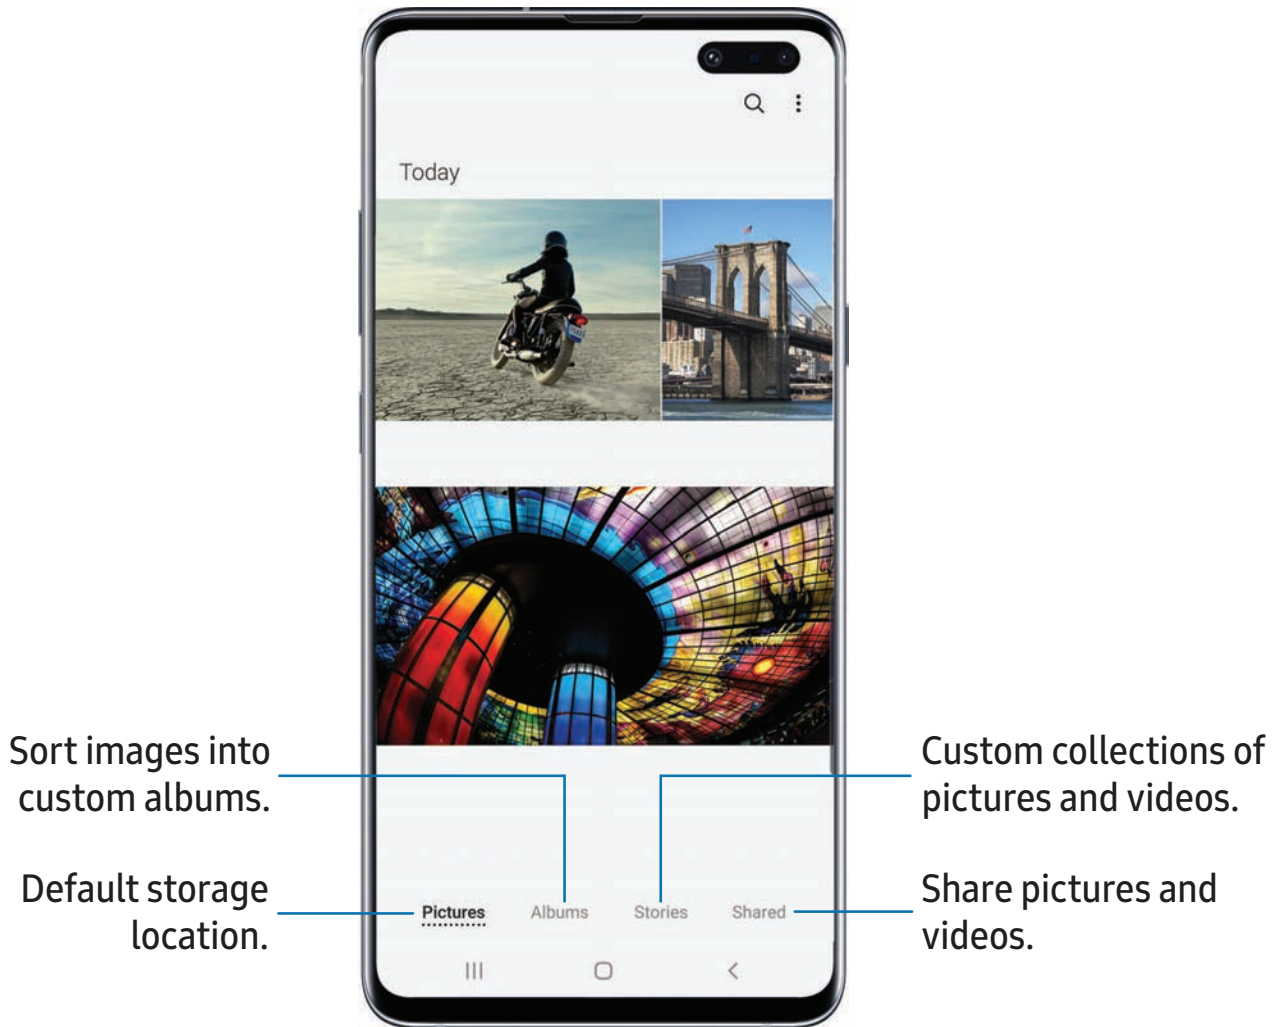 Today
Sort images into
custom albums.
Custom collections of
pictures and videos.
Default storage
location.
Share pictures and
videos.
Pictures
Albums
Stories
Shared